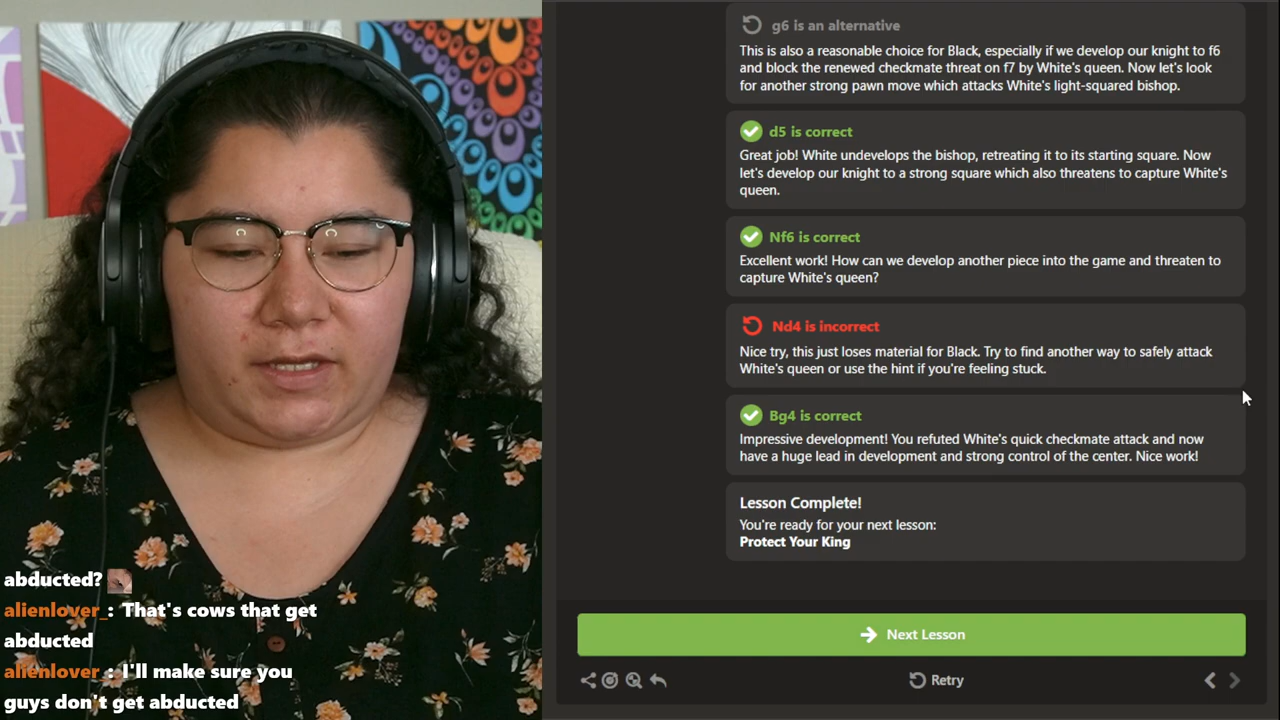 g6 is an alternative
This is also a reasonable choice for Black, especially if we develop our knight to f6
and block the renewed checkmate threat on f7 by White's queen. Now let's look
for another strong pawn move which attacks White's light-squared bishop.
d5 is correct
Great job! White undevelops the bishop, retreating it to its starting square. Now
let's develop our knight to a strong square which also threatens to capture White's
queen.
Nf6 is correct
Excellent work! How can we develop another piece into the game and threaten to
capture White's queen?
Nd4 is incorrect
Nice try, this just loses material for Black. Try to find another way to safely attack
White's queen or use the hint if you're feeling stuck.
Bg4 is correct
Impressive development! You refuted White's quick checkmate attack and now
have a huge lead in development and strong control of the center. Nice work!
Lesson Complete!
You're ready for your next lesson:
Protect Your King
Next Lesson
Retry
abducted?
alienlover_: That's cows that get
abducted
alienlover_: I'll make sure you
guys don't get abducted